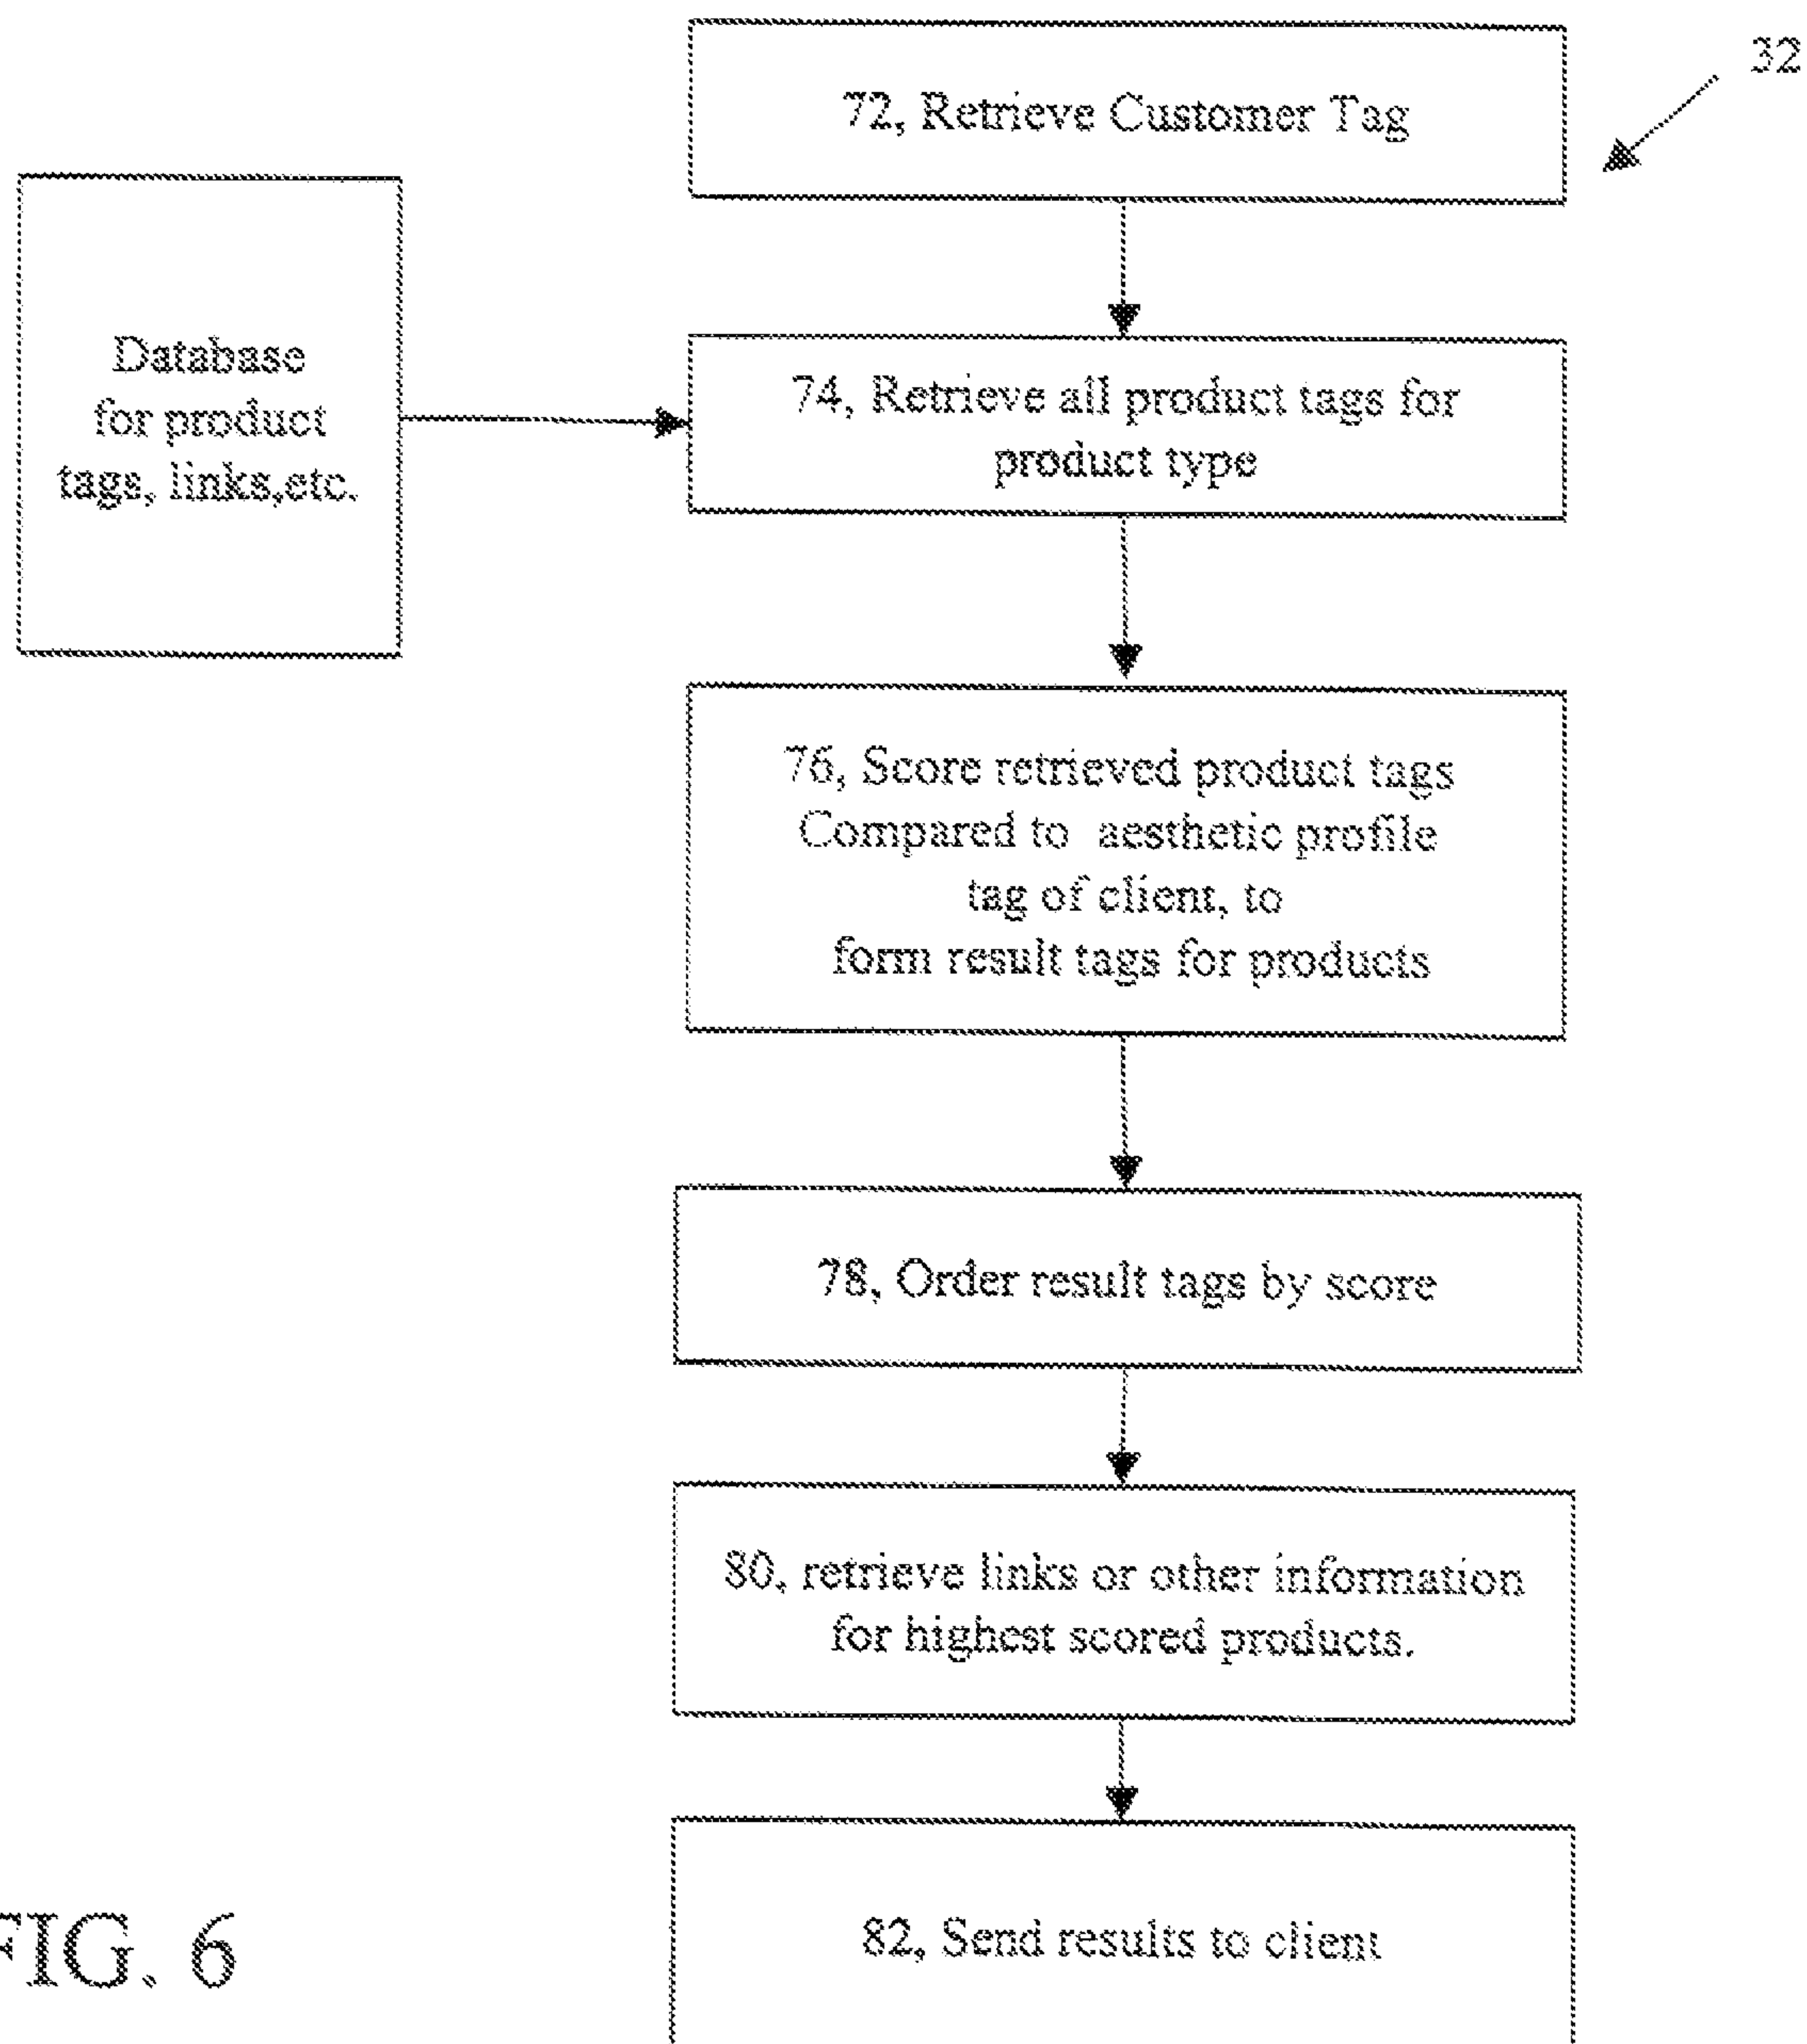 32
72, Retrieve Customer Tag
Database
for product
tags, links,etc.
74, Retrieve all product tags for
product type
76, Score retrieved product tags
Compared to aesthetic profile
tag of client, to
form result tags for products
78, Order result tags by score
80, retrieve links or other information
for highest scored products.
82, Send results to client
FIG. 6